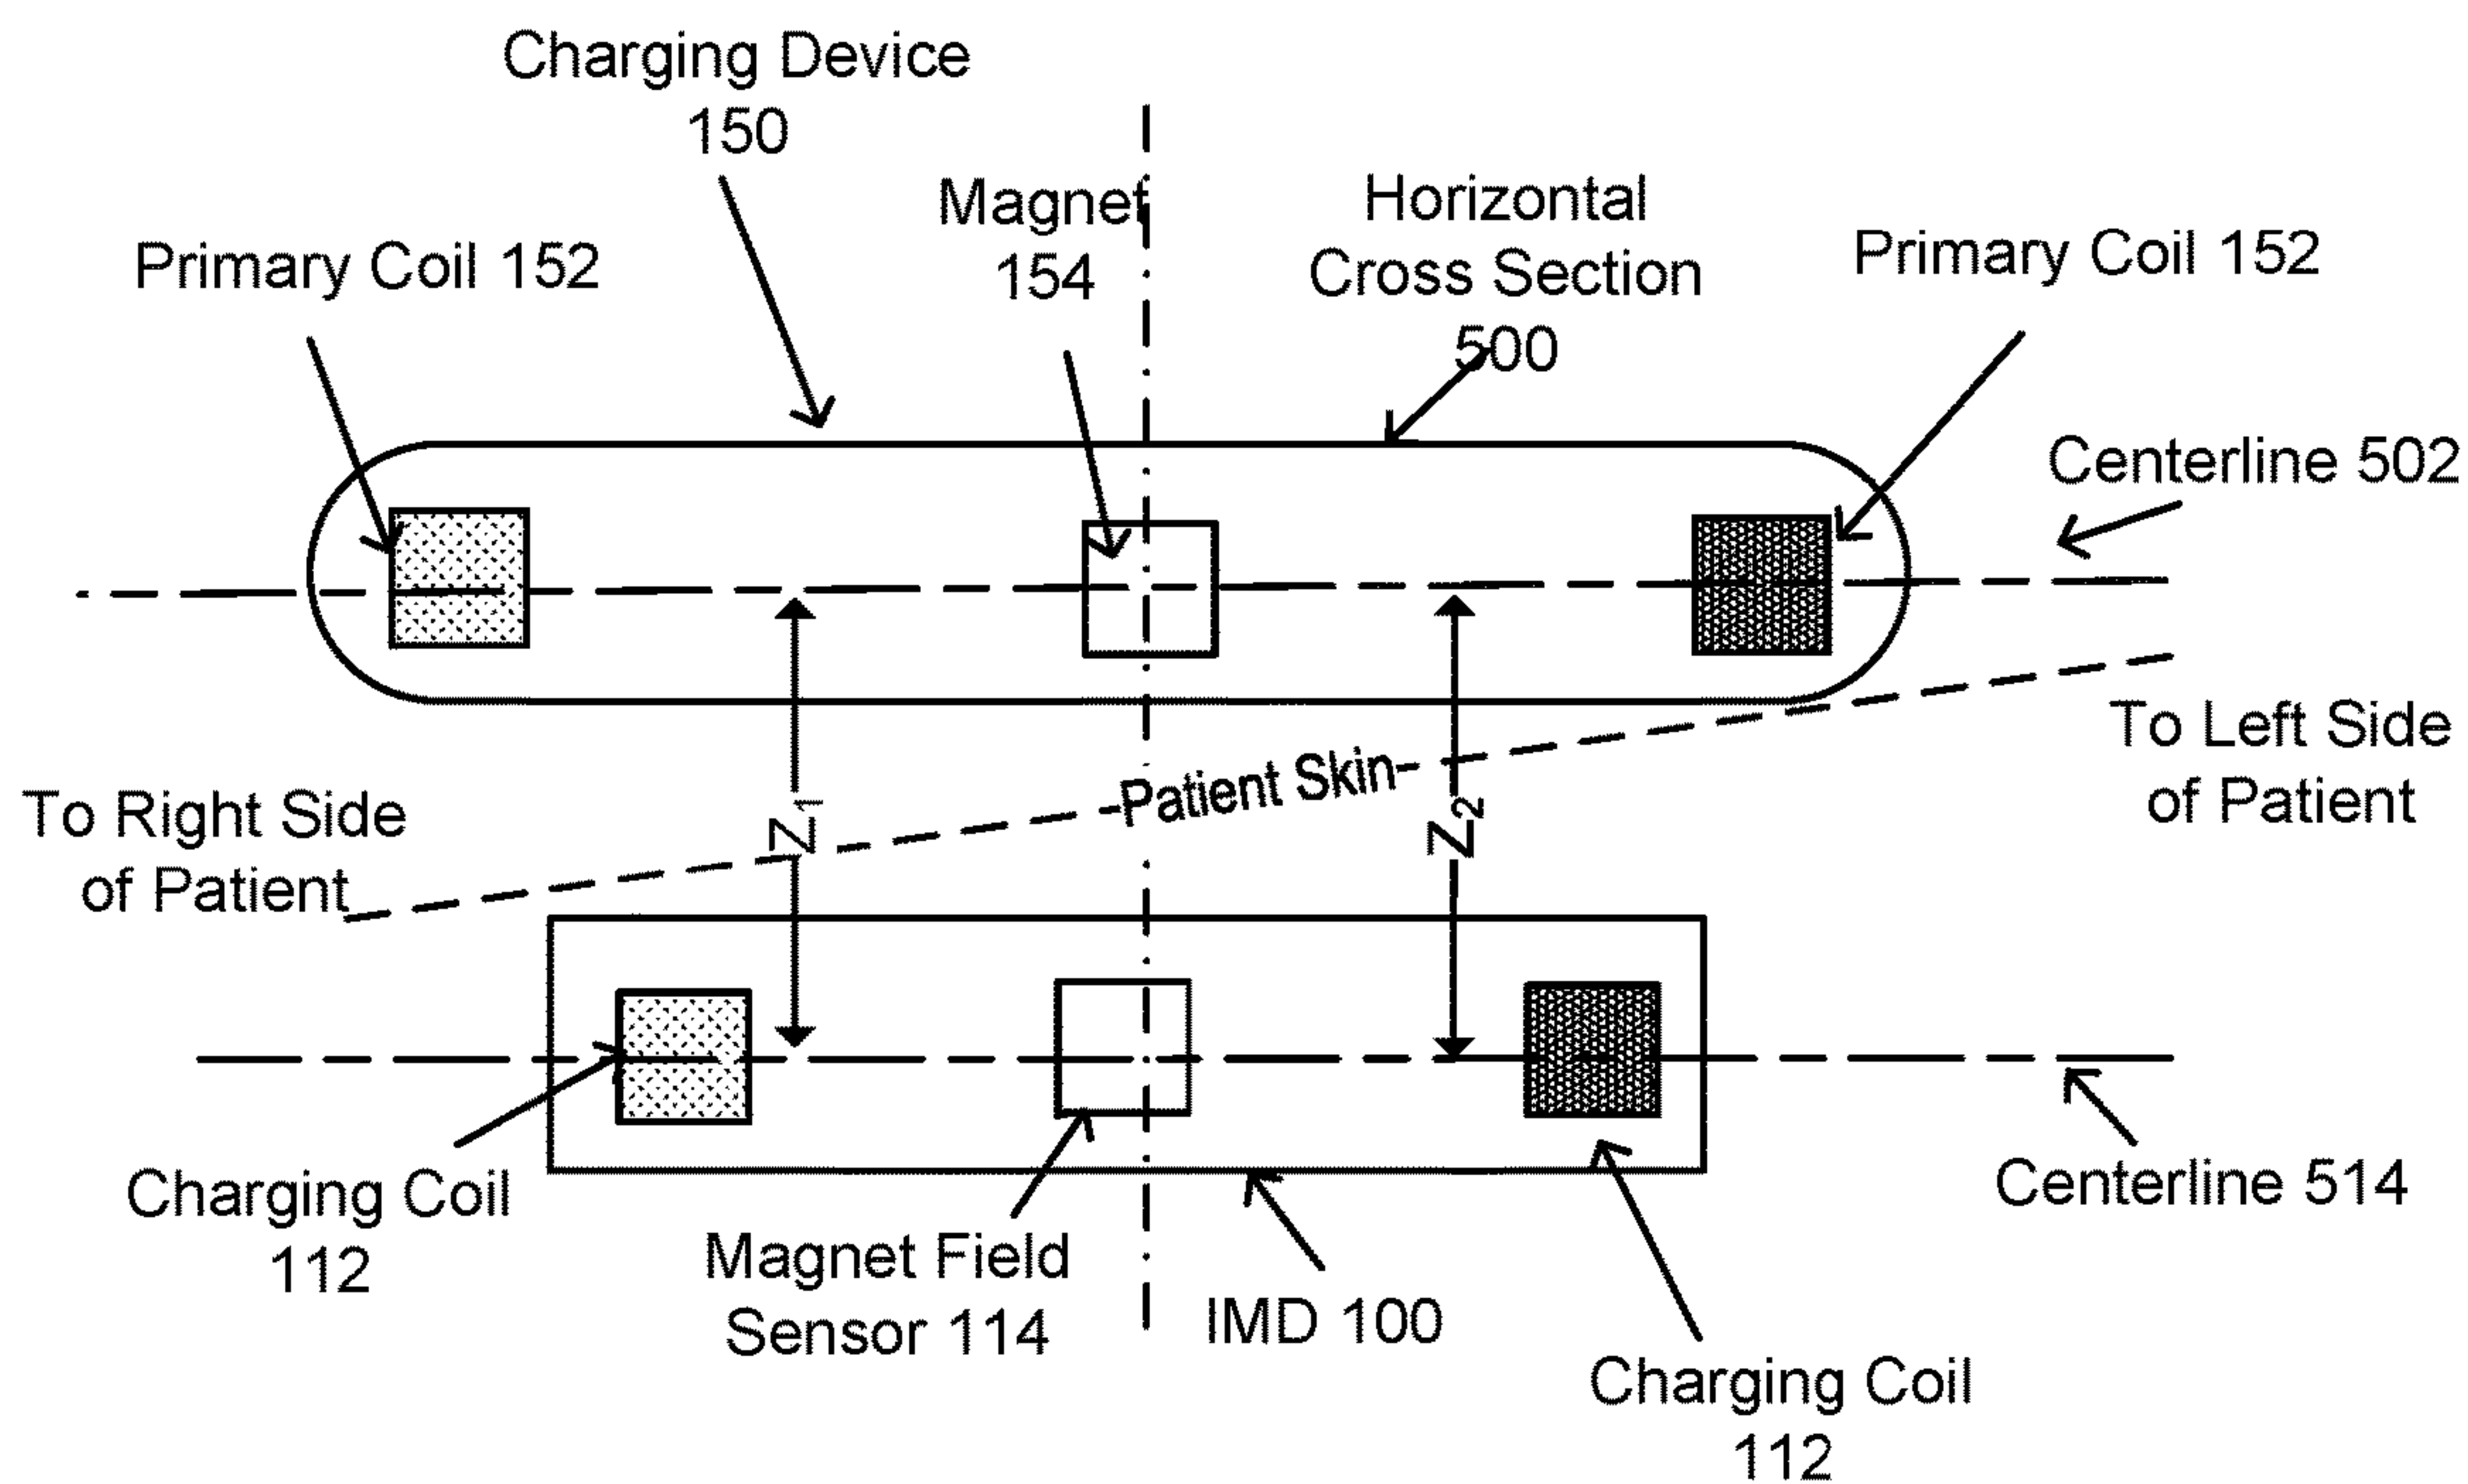 Charging Device
150
Magnet
154
Horizontal
Cross Section
500
Primary Coil 152
Primary Coil 152
Centerline 502
To Left Side
of Patient
Patient Skin
To Right Side
of Patient
Z1
Z2
Charging Coil
112
Magnet Field
Sensor 114
IMD 100
Centerline 514
Charging Coil
112